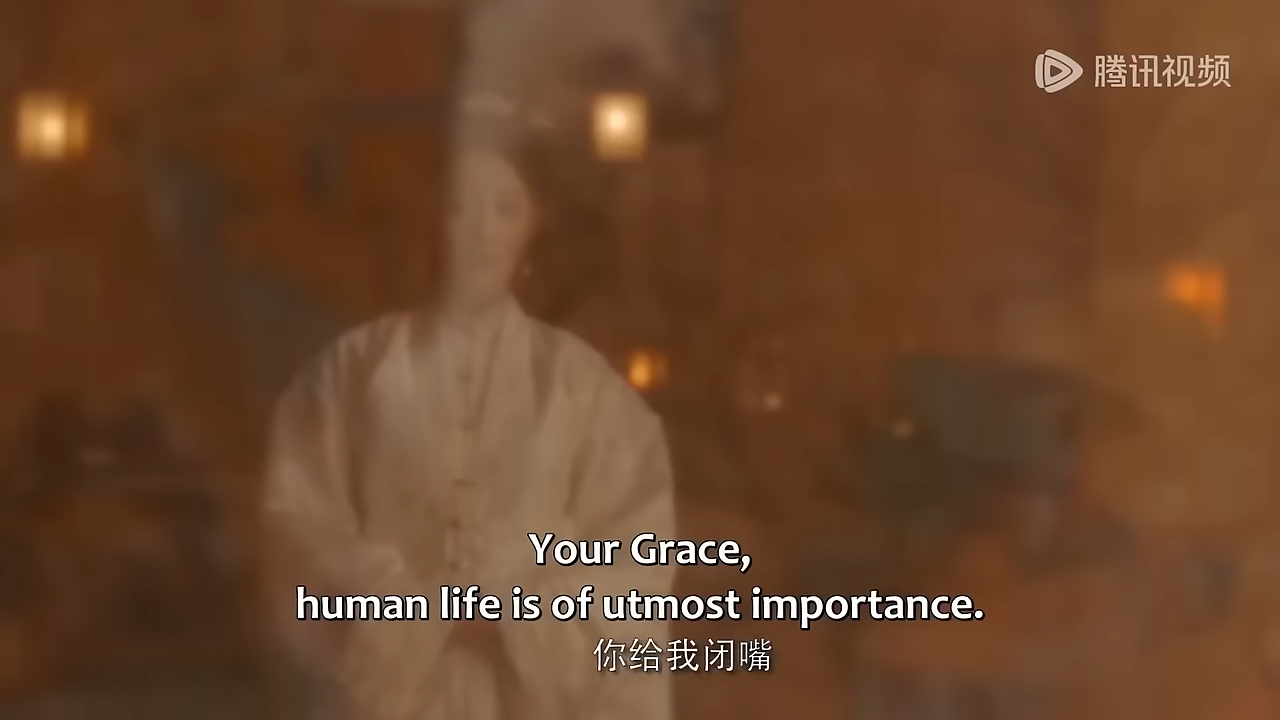 腾讯视频
Your Grace,
human life is of utmost importance.
你给我闭嘴